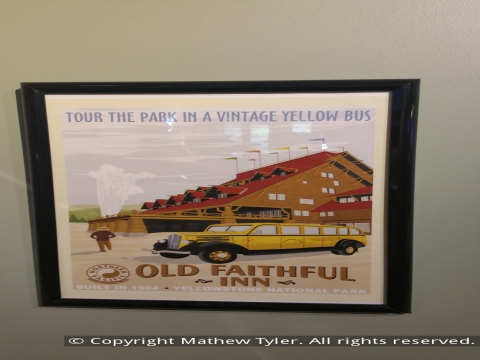 TOUR THE PARK IN A VINTAGE YELLOW BUS
OLD FAITHFUL
INN
BUILT IN 1904 • YELLOWSTONE NATIONAL PARK
© Copyright Mathew Tyler. All rights reserved.